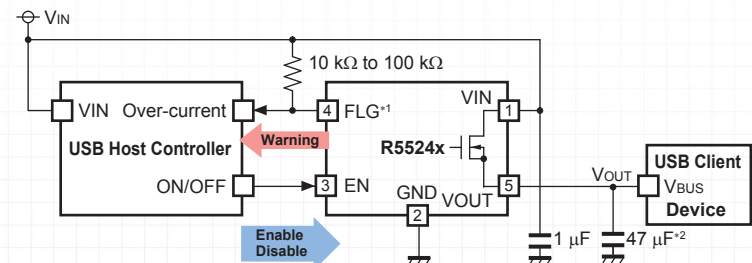 VIN
10 kΩ to 100 kΩ
VIN
Over-current
4
FLG*1
VIN
1
Warning
USB Host Controller
R5524x
USB Client
ON/OFF
3
EN
GND
VOUT
5
VOUT
VBUS
2
Device
Enable
Disable
1 μF
47 μF*2